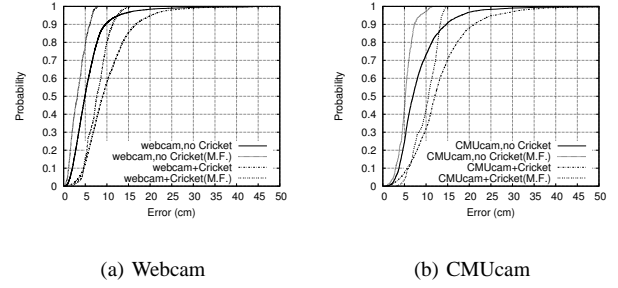 1
0.9
0.8
0.7
0.6
0.5
0.4
0.3
0.2
0.1
0
Probability
webcam,no Cricket
webcam,no Cricket(M.F.)
webcam+Cricket
webcam+Cricket(M.F.)
0 5 10 15 20 25 30 35 40 45 50
Error (cm)
(a) Webcam
1
0.9
0.8
0.7
0.6
0.5
0.4
0.3
0.2
0.1
0
Probability
CMUcam,no Cricket
CMUcam,no Cricket(M.F.)
CMUcam+Cricket
CMUcam+Cricket(M.F.)
0 5 10 15 20 25 30 35 40 45 50
Error (cm)
(b) CMUcam